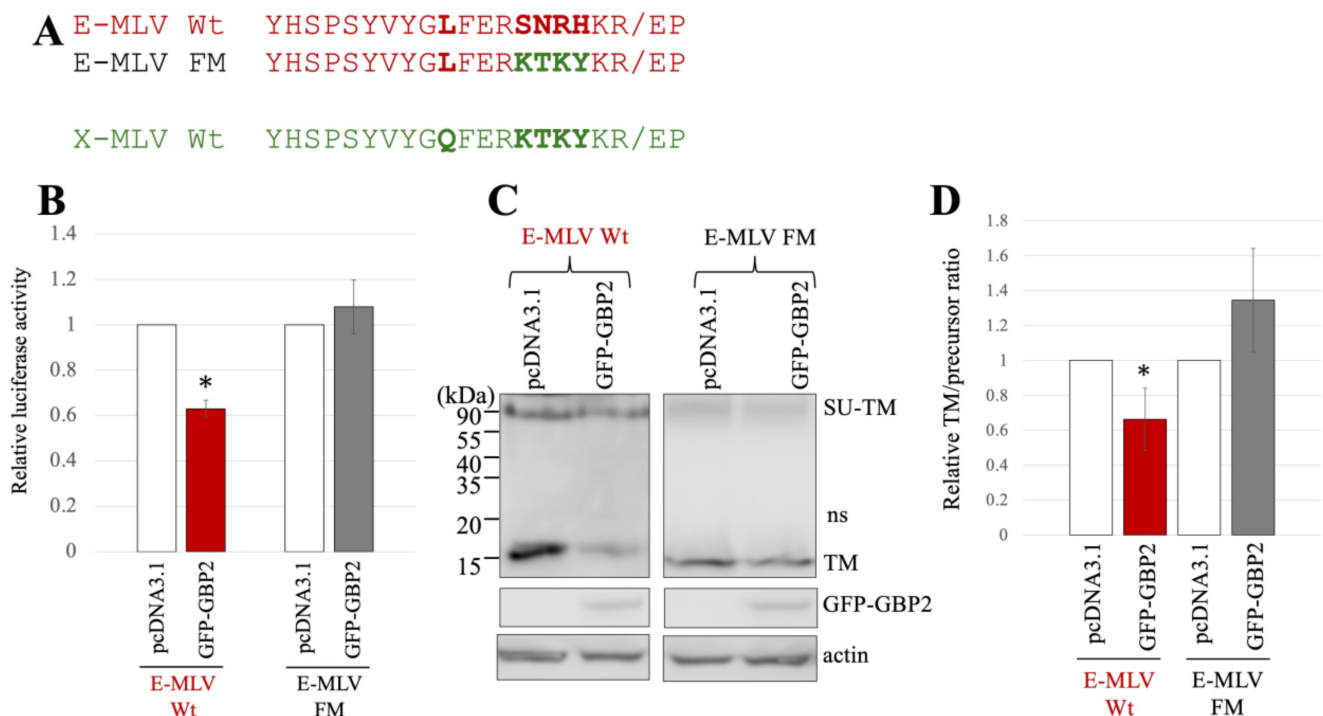 A
E-MLV Wt YHSPSYVYGLFERSNRHKR/EP
E-MLV FM YHSPSYVYGLFERKTKYKR/EP
X-MLV Wt YHSPSYVYGQFERKTKYKR/EP
B
Relative luciferase activity
1.4
1.2
1
0.8
0.6
0.4
0.2
0
*
pcDNA3.1
GFP-GBP2
pcDNA3.1
GFP-GBP2
E-MLV
Wt
E-MLV
FM
C
E-MLV Wt
E-MLV FM
pcDNA3.1
GFP-GBP2
pcDNA3.1
GFP-GBP2
(kDa)
90
55
40
35
20
15
SU-TM
ns
TM
GFP-GBP2
actin
D
Relative TM/precursor ratio
1.8
1.6
1.4
1.2
1
0.8
0.6
0.4
0.2
0
*
pcDNA3.1
GFP-GBP2
pcDNA3.1
GFP-GBP2
E-MLV
Wt
E-MLV
FM